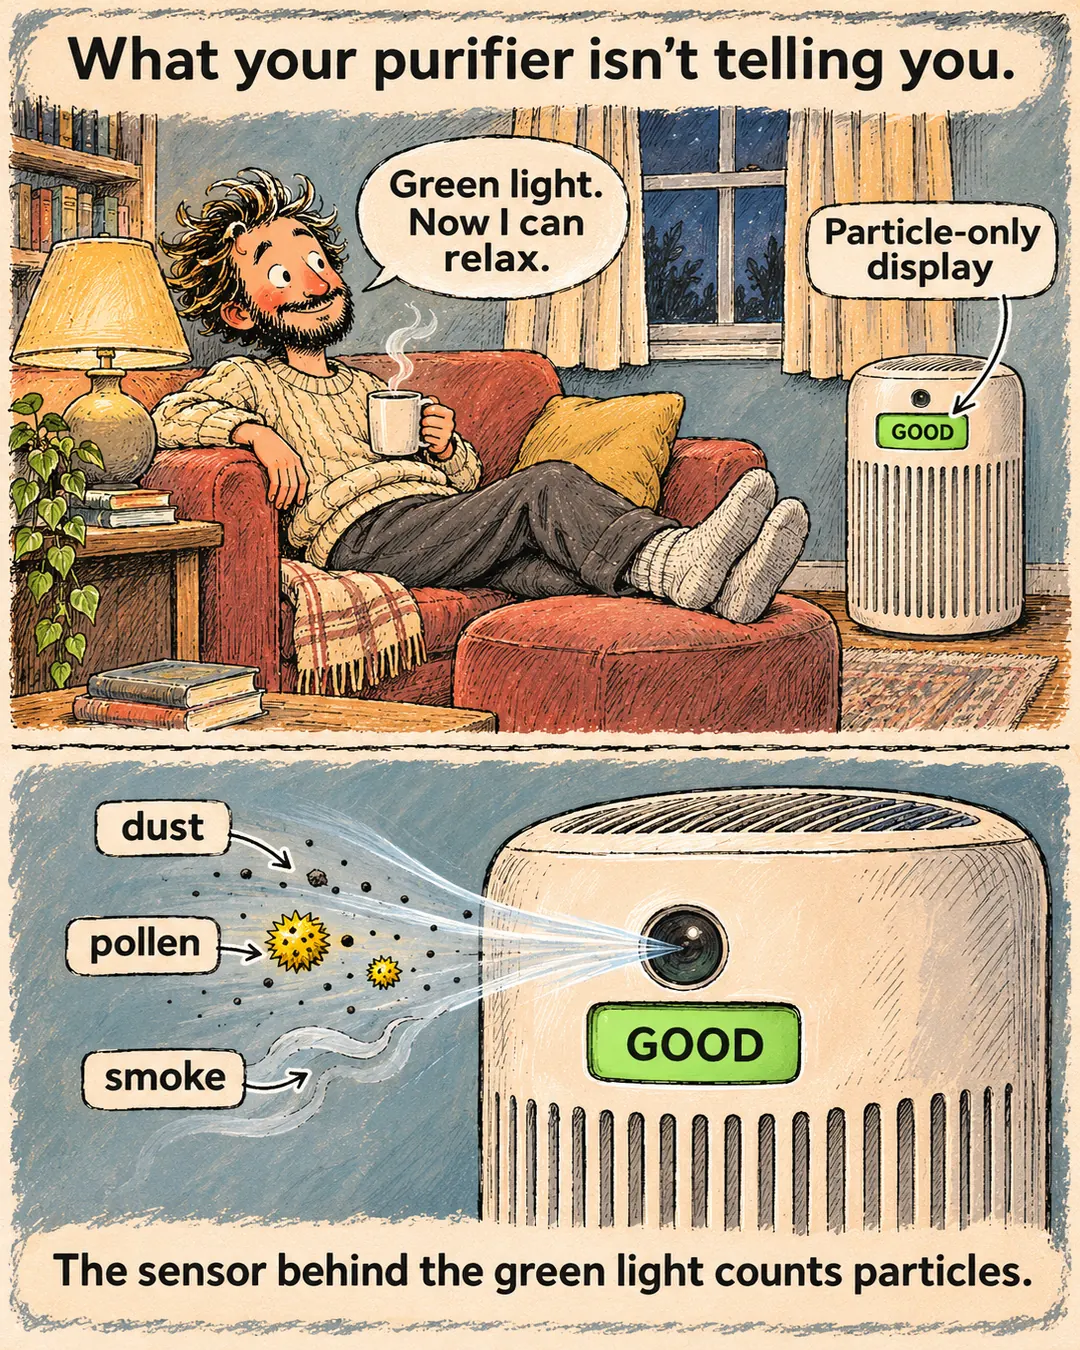 What your purifier isn't telling you.
Green light.
Now I can
relax.
Particle-only
display
GOOD
dust
pollen
smoke
GOOD
The sensor behind the green light counts particles.